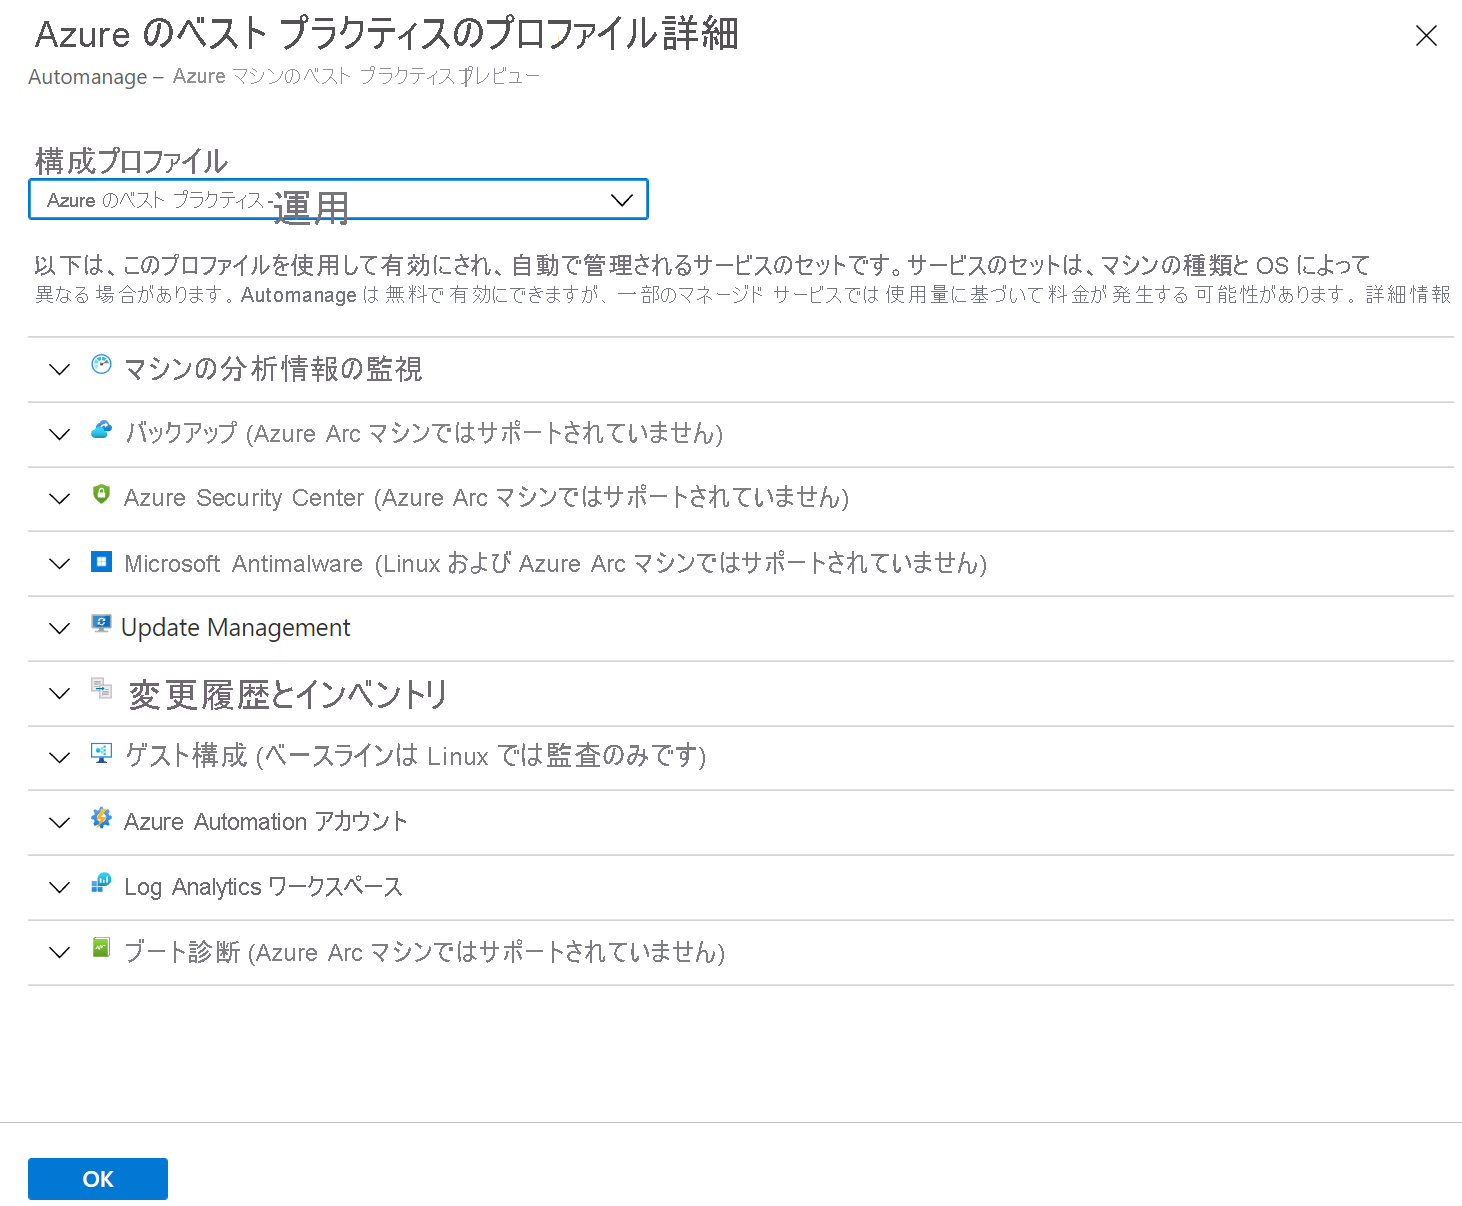 Azure のベスト プラクティスのプロファイル詳細
Automanage – Azure マシンのベスト プラクティスプレビュー
構成プロファイル
Azure のベスト プラクティス-運用
以下は、このプロファイルを使用して有効にされ、自動で管理されるサービスのセットです。サービスのセットは、マシンの種類と OS によって
異なる場合があります。Automanage は無料で有効にできますが、一部のマネージド サービスでは使用量に基づいて料金が発生する可能性があります。詳細情報
マシンの分析情報の監視
バックアップ (Azure Arc マシンではサポートされていません)
Azure Security Center (Azure Arc マシンではサポートされていません)
Microsoft Antimalware (Linux および Azure Arc マシンではサポートされていません)
Update Management
変更履歴とインベントリ
ゲスト構成 (ベースラインは Linux では監査のみです)
Azure Automation アカウント
Log Analytics ワークスペース
ブート診断 (Azure Arc マシンではサポートされていません)
OK